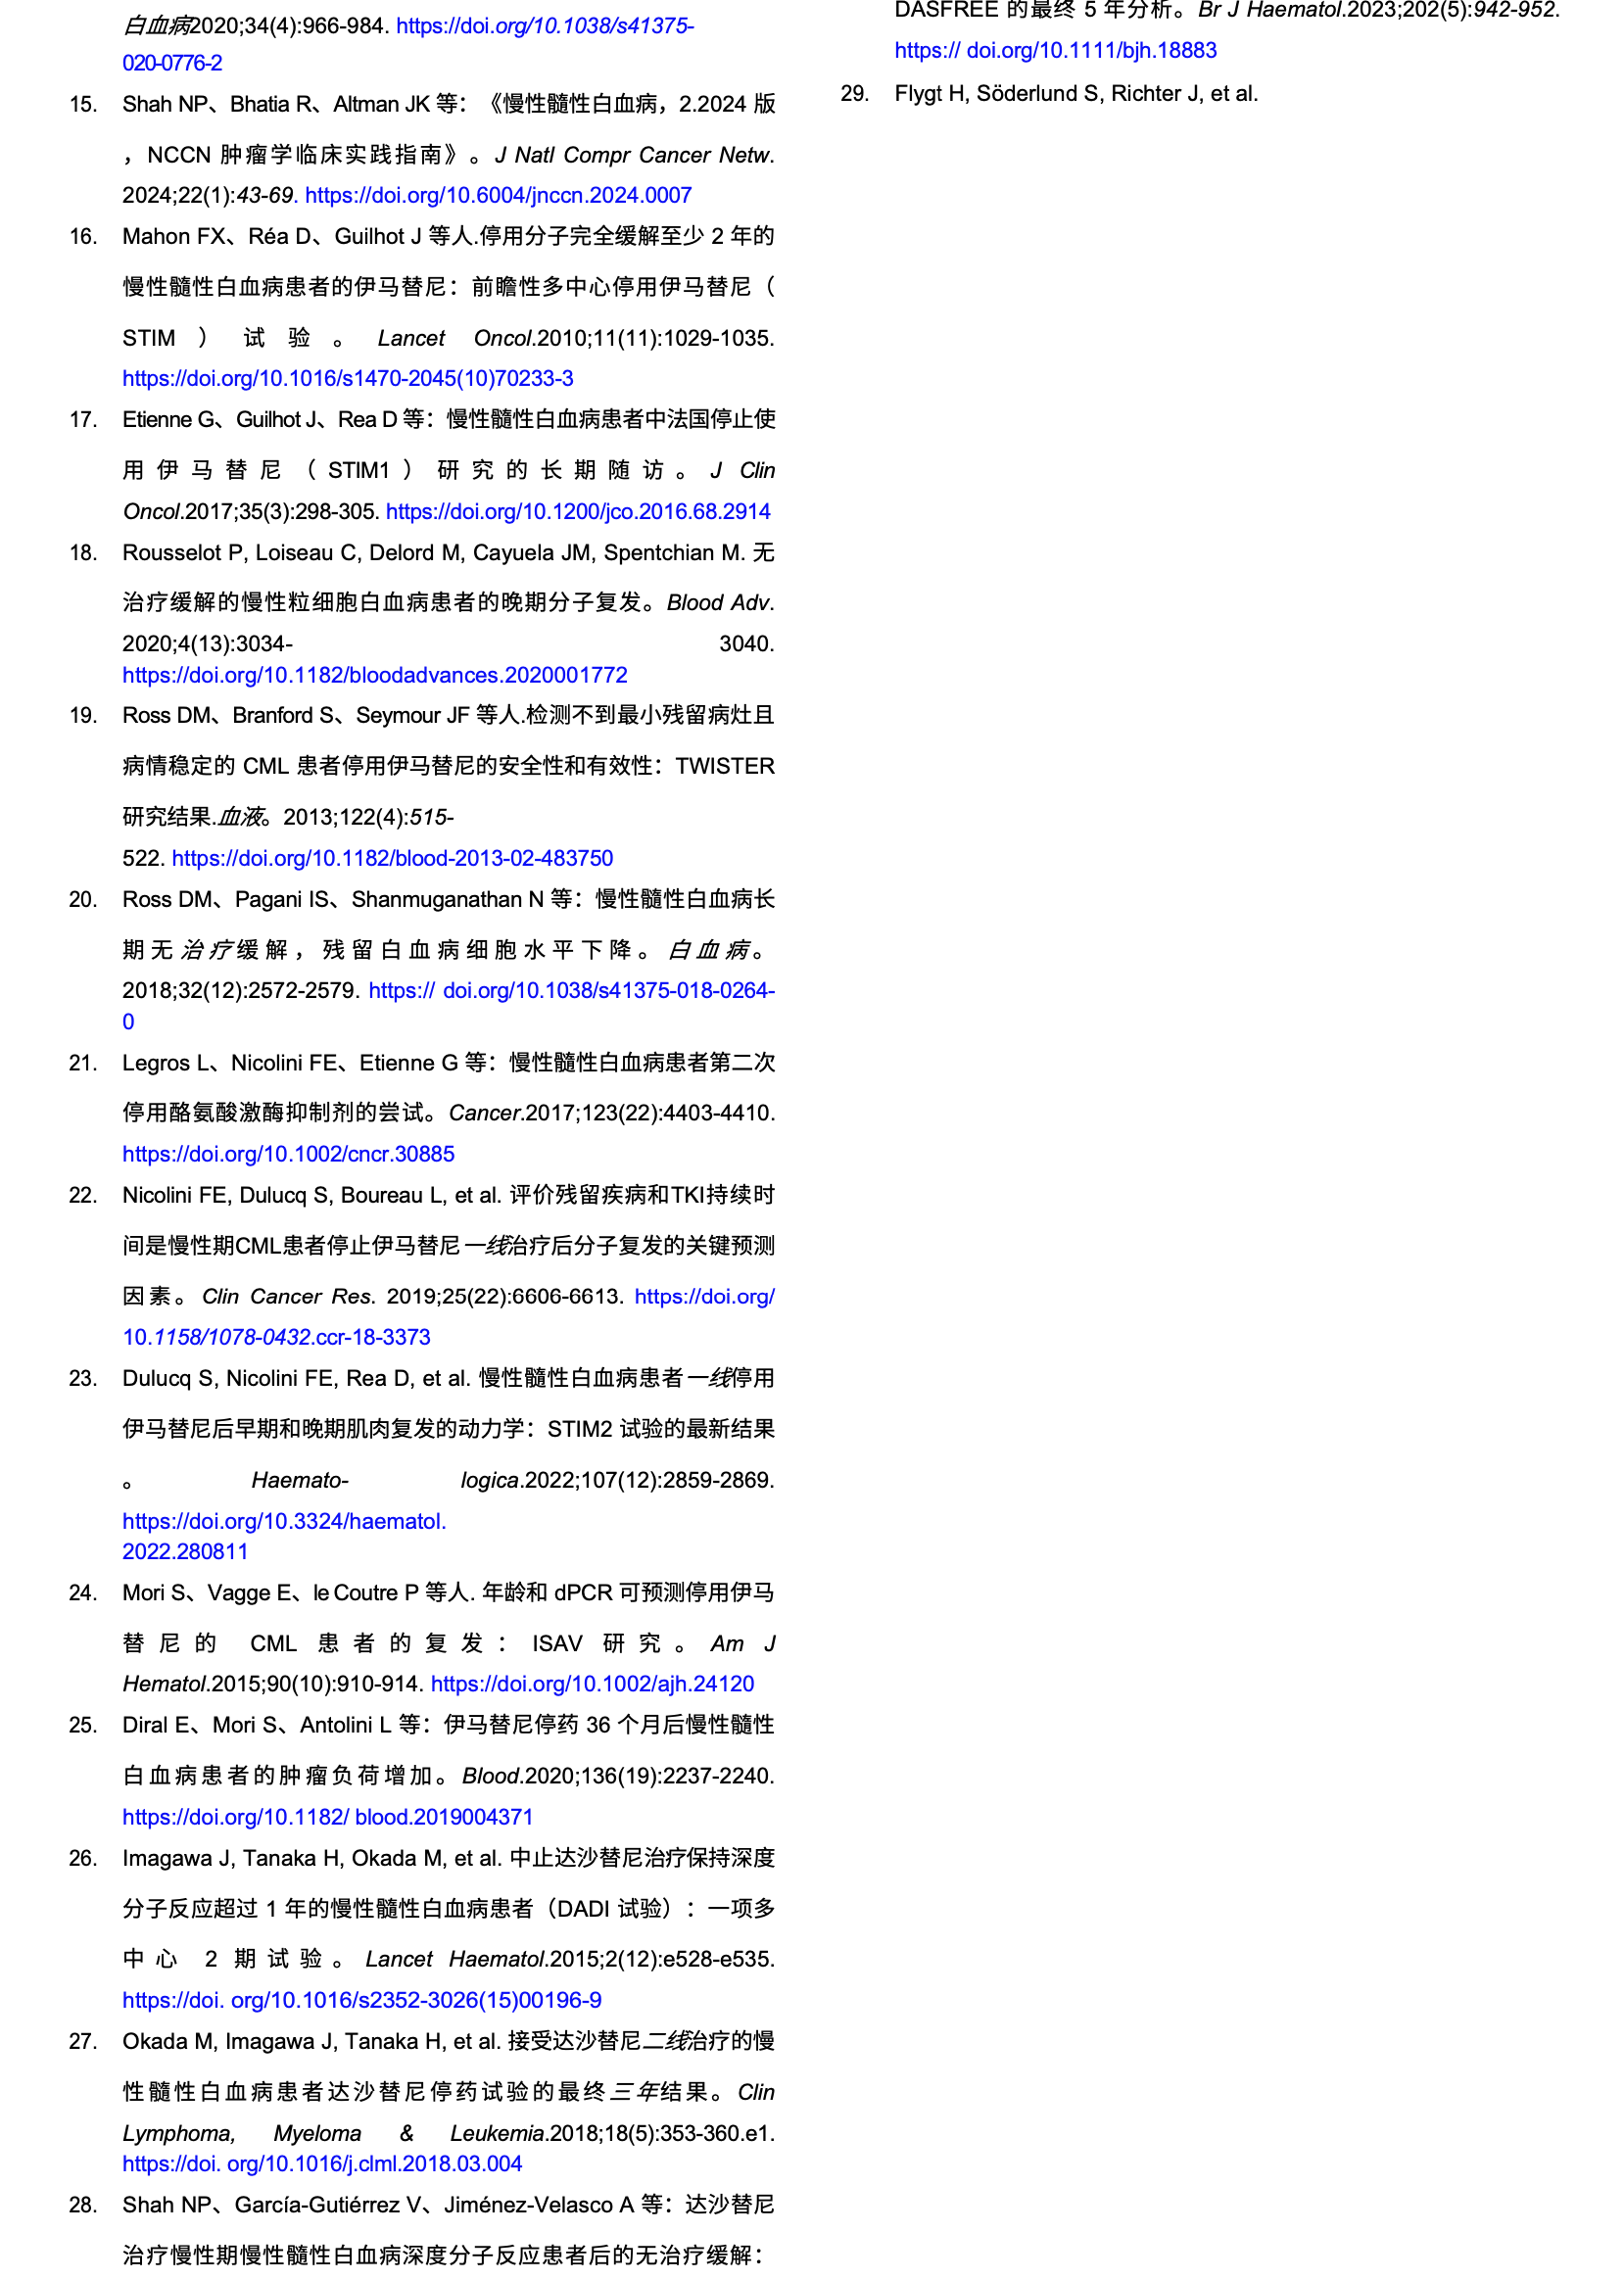 白血病2020;34(4):966-984. https://doi.org/10.1038/s41375-
020-0776-2
15. Shah NP、Bhatia R、Altman JK 等：《慢性髓性白血病，2.2024 版
，NCCN 肿瘤学临床实践指南》。J Natl Compr Cancer Netw.
2024;22(1):43-69. https://doi.org/10.6004/jnccn.2024.0007
16. Mahon FX、Réa D、Guilhot J 等人.停用分子完全缓解至少 2 年的
慢性髓性白血病患者的伊马替尼：前瞻性多中心停用伊马替尼（
STIM ） 试 验 。 Lancet Oncol.2010;11(11):1029-1035.
https://doi.org/10.1016/s1470-2045(10)70233-3
17. Etienne G、Guilhot J、Rea D 等：慢性髓性白血病患者中法国停止使
用 伊 马 替 尼 （ STIM1 ） 研 究 的 长 期 随 访 。 J Clin
Oncol.2017;35(3):298-305. https://doi.org/10.1200/jco.2016.68.2914
18. Rousselot P, Loiseau C, Delord M, Cayuela JM, Spentchian M. 无
治疗缓解的慢性粒细胞白血病患者的晚期分子复发。Blood Adv.
2020;4(13):3034- 3040.
https://doi.org/10.1182/bloodadvances.2020001772
19. Ross DM、Branford S、Seymour JF 等人.检测不到最小残留病灶且
病情稳定的 CML 患者停用伊马替尼的安全性和有效性：TWISTER
研究结果.血液。2013;122(4):515-
522. https://doi.org/10.1182/blood-2013-02-483750
20. Ross DM、Pagani IS、Shanmuganathan N 等：慢性髓性白血病长
期无治疗缓解，残留白血病细胞水平下降。白血病。
2018;32(12):2572-2579. https:// doi.org/10.1038/s41375-018-0264-
0
21. Legros L、Nicolini FE、Etienne G 等：慢性髓性白血病患者第二次
停用酪氨酸激酶抑制剂的尝试。Cancer.2017;123(22):4403-4410.
https://doi.org/10.1002/cncr.30885
22. Nicolini FE, Dulucq S, Boureau L, et al. 评价残留疾病和TKI持续时
间是慢性期CML患者停止伊马替尼一线治疗后分子复发的关键预测
因素。Clin Cancer Res. 2019;25(22):6606-6613. https://doi.org/
10.1158/1078-0432.ccr-18-3373
23. Dulucq S, Nicolini FE, Rea D, et al. 慢性髓性白血病患者一线停用
伊马替尼后早期和晚期肌肉复发的动力学：STIM2 试验的最新结果
。 Haemato- logica.2022;107(12):2859-2869.
https://doi.org/10.3324/haematol.
2022.280811
24. Mori S、Vagge E、le Coutre P 等人. 年龄和 dPCR 可预测停用伊马
替 尼 的 CML 患 者 的 复 发 ： ISAV 研 究 。 Am J
Hematol.2015;90(10):910-914. https://doi.org/10.1002/ajh.24120
25. Diral E、Mori S、Antolini L 等：伊马替尼停药 36 个月后慢性髓性
白血病患者的肿瘤负荷增加。Blood.2020;136(19):2237-2240.
https://doi.org/10.1182/ blood.2019004371
26. Imagawa J, Tanaka H, Okada M, et al. 中止达沙替尼治疗保持深度
分子反应超过 1 年的慢性髓性白血病患者（DADI 试验）：一项多
中 心 2 期 试 验 。 Lancet Haematol.2015;2(12):e528-e535.
https://doi. org/10.1016/s2352-3026(15)00196-9
27. Okada M, Imagawa J, Tanaka H, et al. 接受达沙替尼二线治疗的慢
性髓性白血病患者达沙替尼停药试验的最终三年结果。Clin
Lymphoma, Myeloma & Leukemia.2018;18(5):353-360.e1.
https://doi. org/10.1016/j.clml.2018.03.004
28. Shah NP、García-Gutiérrez V、Jiménez-Velasco A 等：达沙替尼
治疗慢性期慢性髓性白血病深度分子反应患者后的无治疗缓解：
DASFREE 的最终 5 年分析。Br J Haematol.2023;202(5):942-952.
https:// doi.org/10.1111/bjh.18883
29. Flygt H, Söderlund S, Richter J, et al.